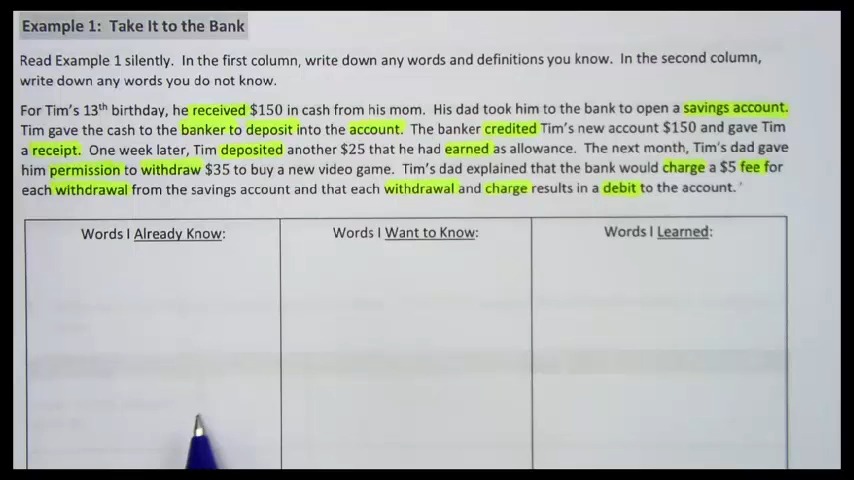 Example 1: Take It to the Bank
Read Example 1 silently. In the first column, write down any words and definitions you know. In the second column,
write down any words you do not know.
For Tim's 13th birthday, he received $150 in cash from his mom. His dad took him to the bank to open a savings account.
Tim gave the cash to the banker to deposit into the account. The banker credited Tim's new account $150 and gave Tim
a receipt. One week later, Tim deposited another $25 that he had earned as allowance. The next month, Tim's dad gave
him permission to withdraw $35 to buy a new video game. Tim's dad explained that the bank would charge a $5 fee for
each withdrawal from the savings account and that each withdrawal and charge results in a debit to the account.
Words I Already Know:
Words I Want to Know:
Words I Learned: